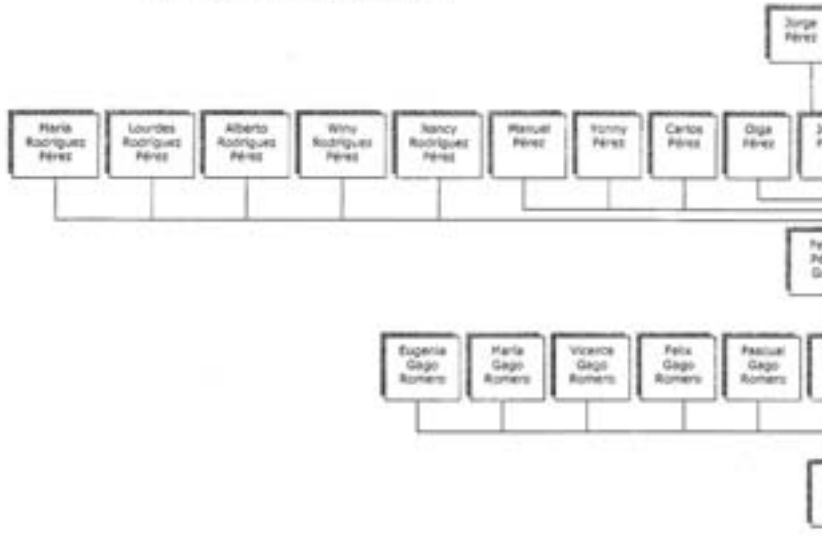 Jorge
Pérez
María
Rodríguez
Pérez
Lourdes
Rodríguez
Pérez
Alberto
Rodríguez
Pérez
Winy
Rodríguez
Pérez
Nancy
Rodríguez
Pérez
Manuel
Pérez
Yonny
Pérez
Carlos
Pérez
Olga
Pérez
Eugenia
Gago
Romero
María
Gago
Romero
Vicente
Gago
Romero
Felix
Gago
Romero
Pascual
Gago
Romero